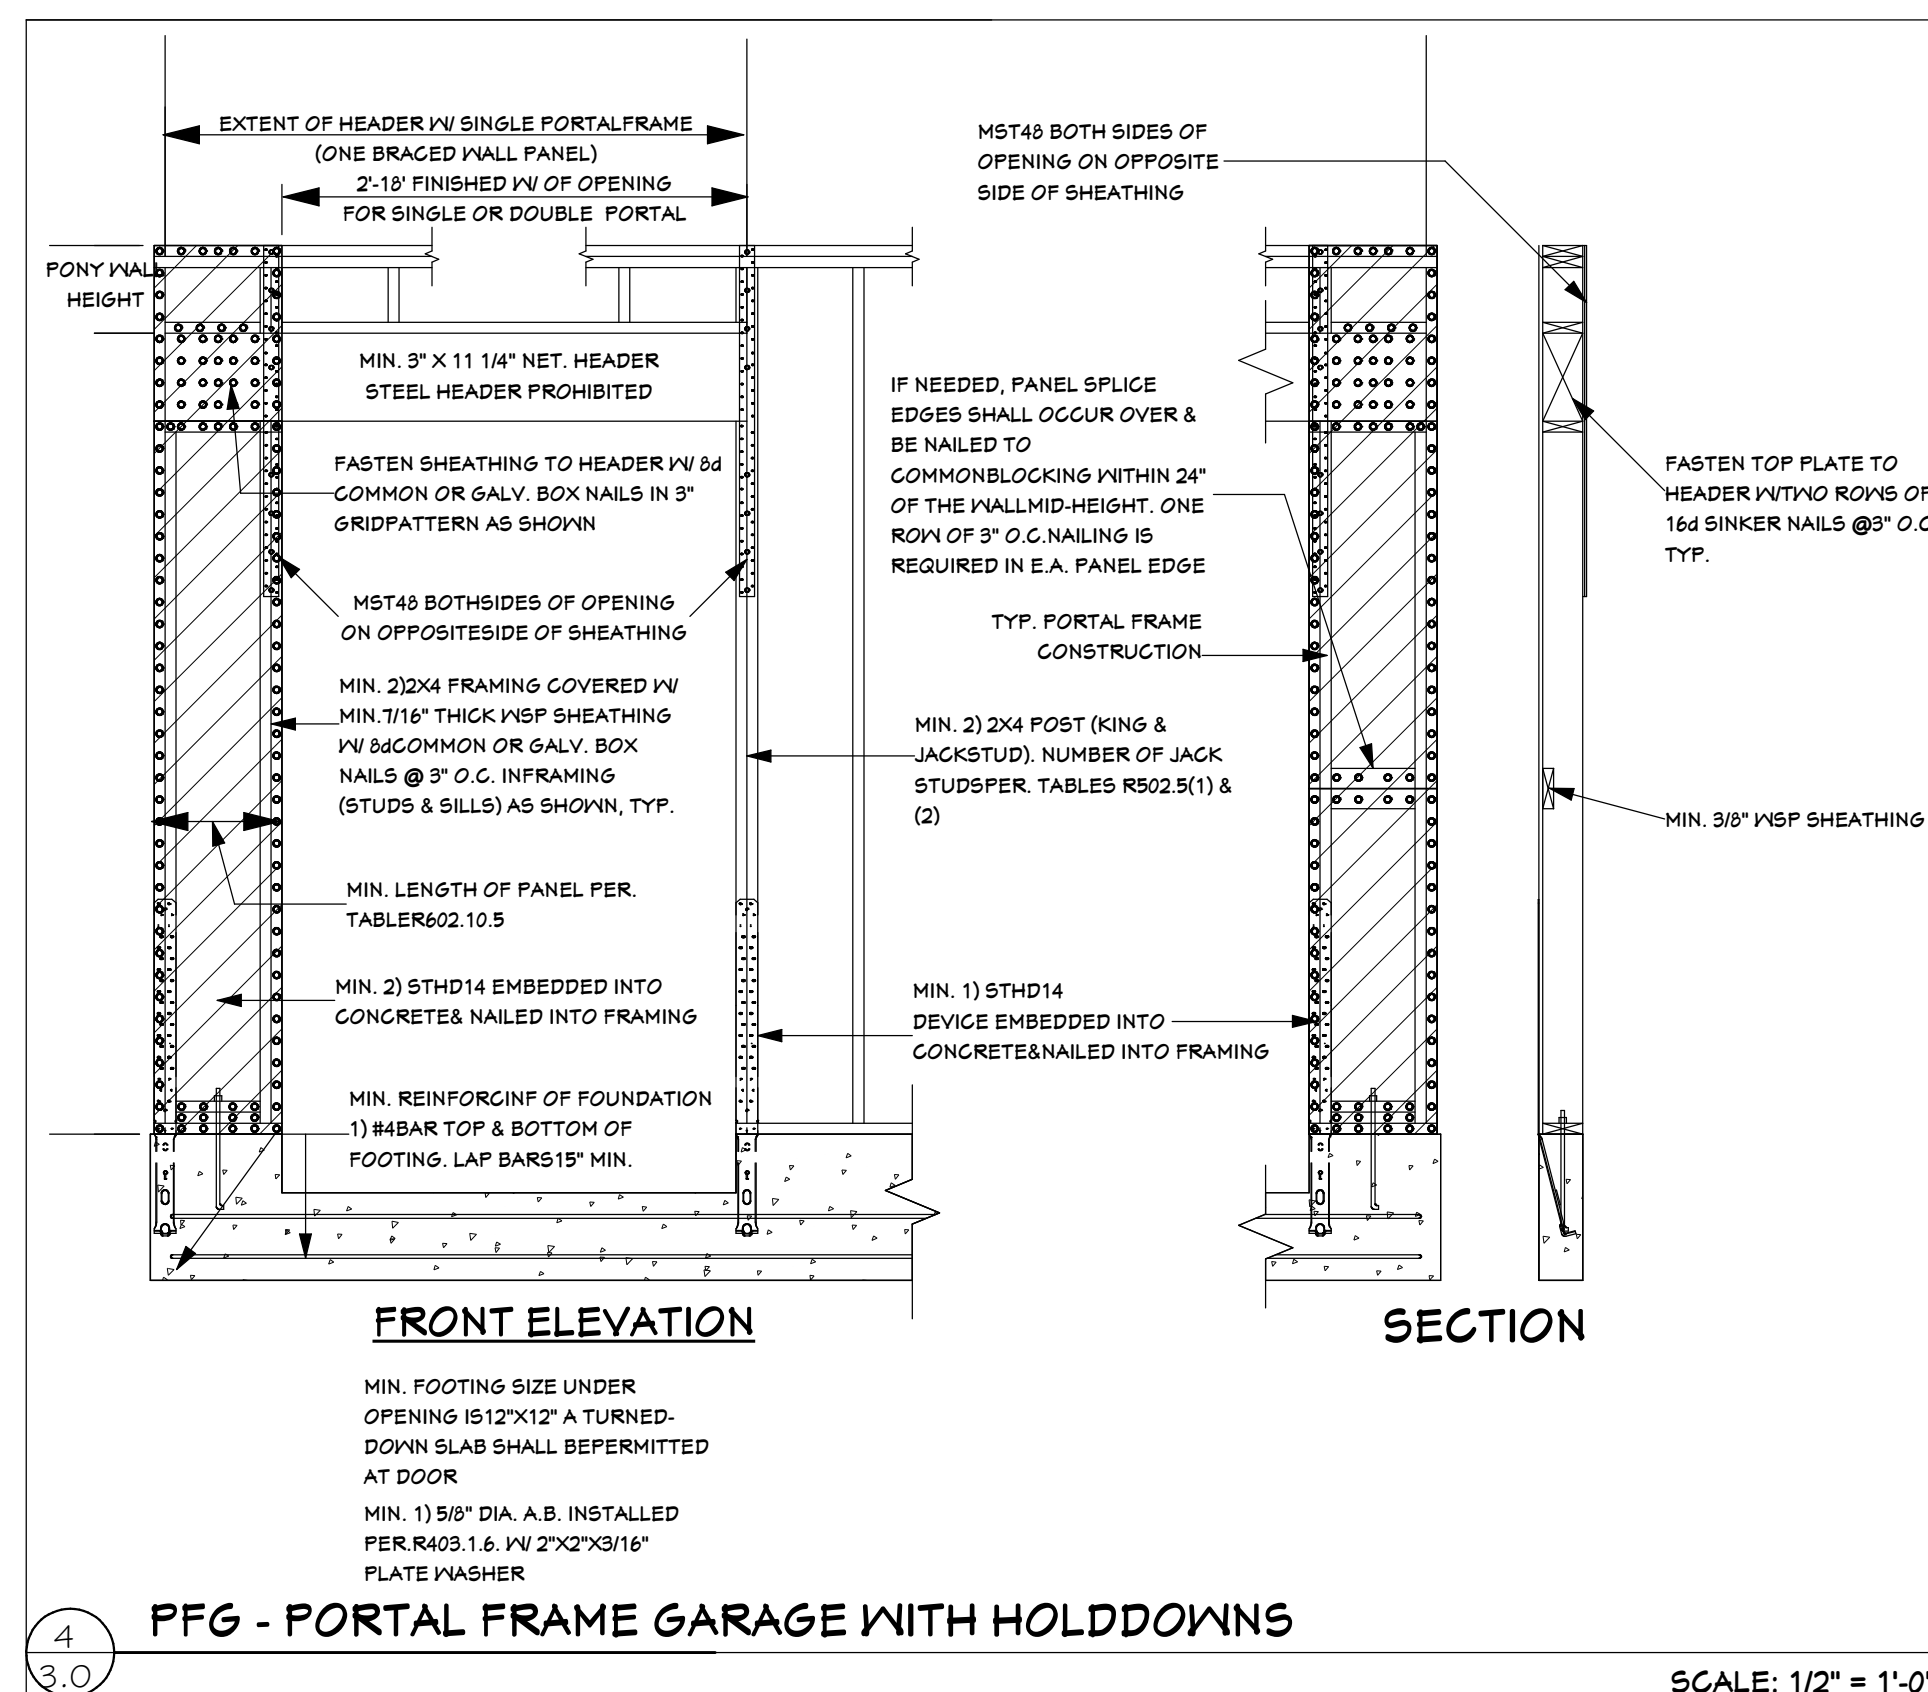 EXTENT OF HEADER W/ SINGLE PORTALFRAME
(ONE BRACED WALL PANEL)
2'-18' FINISHED W/ OF OPENING
FOR SINGLE OR DOUBLE PORTAL
PONY WALL
HEIGHT
MIN. 3" X 11 1/4" NET. HEADER
STEEL HEADER PROHIBITED
FASTEN SHEATHING TO HEADER W/ 8d
COMMON OR GALV. BOX NAILS IN 3"
GRIDPATTERN AS SHOWN
MST48 BOTHSIDES OF OPENING
ON OPPOSITESIDE OF SHEATHING
MIN. 2)2X4 FRAMING COVERED W/
MIN.7/16" THICK WSP SHEATHING
W/ 8dCOMMON OR GALV. BOX
NAILS @ 3" O.C. INFRAMING
(STUDS & SILLS) AS SHOWN, TYP.
MIN. LENGTH OF PANEL PER.
TABLER602.10.5
MIN. 2) STHD14 EMBEDDED INTO
CONCRETE& NAILED INTO FRAMING
MIN. REINFORCINF OF FOUNDATION
1) #4BAR TOP & BOTTOM OF
FOOTING. LAP BARS15" MIN.
MST48 BOTH SIDES OF
OPENING ON OPPOSITE
SIDE OF SHEATHING
IF NEEDED, PANEL SPLICE
EDGES SHALL OCCUR OVER &
BE NAILED TO
COMMONBLOCKING WITHIN 24"
OF THE WALLMID-HEIGHT. ONE
ROW OF 3" O.C.NAILING IS
REQUIRED IN E.A. PANEL EDGE
TYP. PORTAL FRAME
CONSTRUCTION
MIN. 2) 2X4 POST (KING &
JACKSTUD). NUMBER OF JACK
STUDSPER. TABLES R502.5(1) &
(2)
MIN. 1) STHD14
DEVICE EMBEDDED INTO
CONCRETE&NAILED INTO FRAMING
FASTEN TOP PLATE TO
HEADER W/TWO ROWS OF
16d SINKER NAILS @3" O.C
TYP.
MIN. 3/8" WSP SHEATHING
FRONT ELEVATION
SECTION
MIN. FOOTING SIZE UNDER
OPENING IS12"X12" A TURNED-
DOWN SLAB SHALL BEPERMITTED
AT DOOR
MIN. 1) 5/8" DIA. A.B. INSTALLED
PER.R403.1.6. W/ 2"X2"X3/16"
PLATE WASHER
4
3.0
PFG - PORTAL FRAME GARAGE WITH HOLDDOWNS
SCALE: 1/2" = 1'-0"